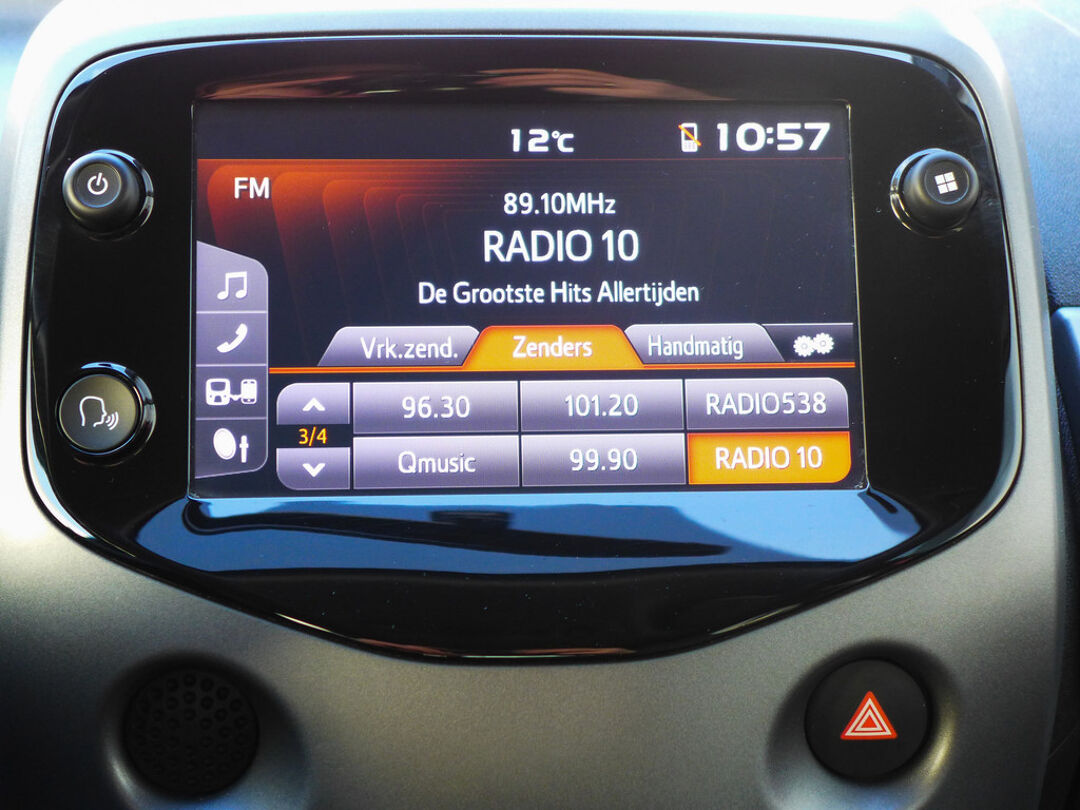 12°C
10:57
FM
89.10MHz
RADIO 10
De Grootste Hits Allertijden
Vrk.zend. Zenders Handmatig
96.30 101.20 RADIO538
3/4
Qmusic 99.90 RADIO 10